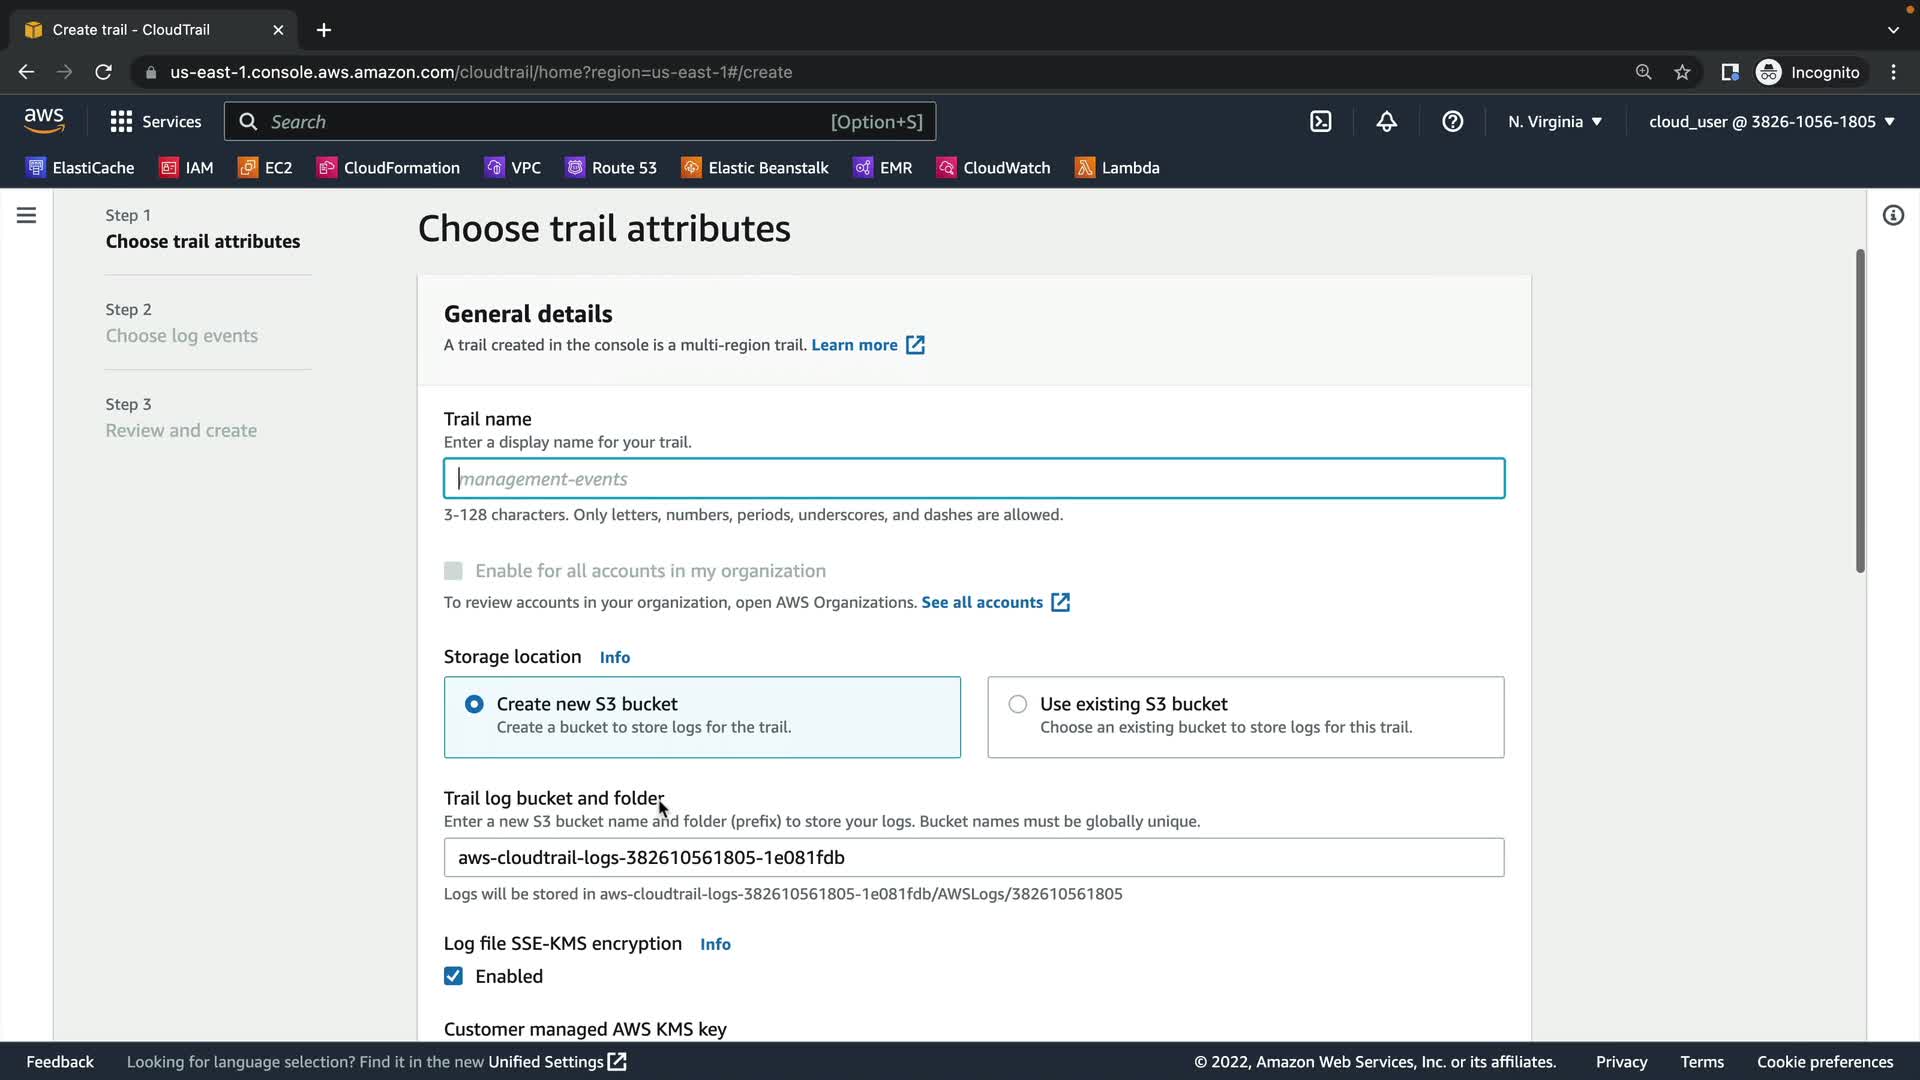 Create trail - CloudTrail
us-east-1.console.aws.amazon.com/cloudtrail/home?region=us-east-1#/create
Incognito
aws
Services
Search
[Option+S]
N. Virginia
cloud_user @ 3826-1056-1805
ElastiCache
IAM
EC2
CloudFormation
VPC
Route 53
Elastic Beanstalk
EMR
CloudWatch
Lambda
Step 1
Choose trail attributes
Step 2
Choose log events
Step 3
Review and create
Choose trail attributes
General details
A trail created in the console is a multi-region trail. Learn more
Trail name
Enter a display name for your trail.
management-events
3-128 characters. Only letters, numbers, periods, underscores, and dashes are allowed.
Enable for all accounts in my organization
To review accounts in your organization, open AWS Organizations. See all accounts
Storage location Info
Create new S3 bucket
Create a bucket to store logs for the trail.
Use existing S3 bucket
Choose an existing bucket to store logs for this trail.
Trail log bucket and folder
Enter a new S3 bucket name and folder (prefix) to store your logs. Bucket names must be globally unique.
aws-cloudtrail-logs-382610561805-1e081fdb
Logs will be stored in aws-cloudtrail-logs-382610561805-1e081fdb/AWSLogs/382610561805
Log file SSE-KMS encryption Info
Enabled
Customer managed AWS KMS key
Feedback
Looking for language selection? Find it in the new Unified Settings
© 2022, Amazon Web Services, Inc. or its affiliates.
Privacy
Terms
Cookie preferences